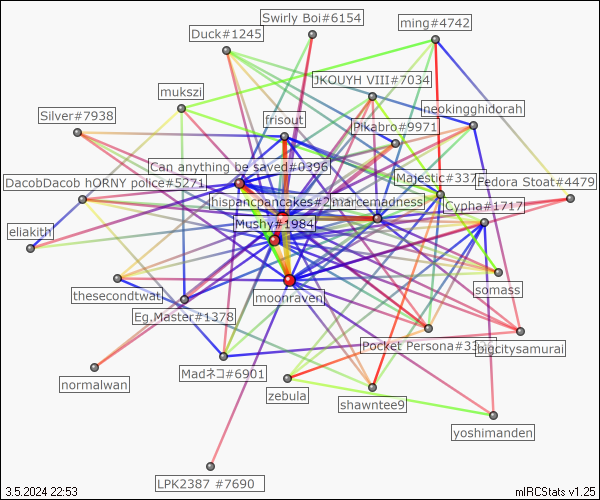 Swirly Boi#6154
ming#4742
Duck#1245
JKOUYH VIII#7034
mukszi
neokingghidorah
Silver#7938
frisout
Pikabro#9971
Can anything be saved#0396
DacobDacob hORNY police#5271
Majestic#337
Fedora Stoat#4479
hispancpancakes#2
marcemadness
Cypha#1717
Mushy#1984
eliakith
thesecondtwat
moonraven
somass
Eg.Master#1378
Pocket Persona#33
bigcitysamurai
Madネコ#6901
normalwan
zebula
shawntee9
yoshimanden
LPK2387 #7690
3.5.2024 22:53
mIRCStats v1.25